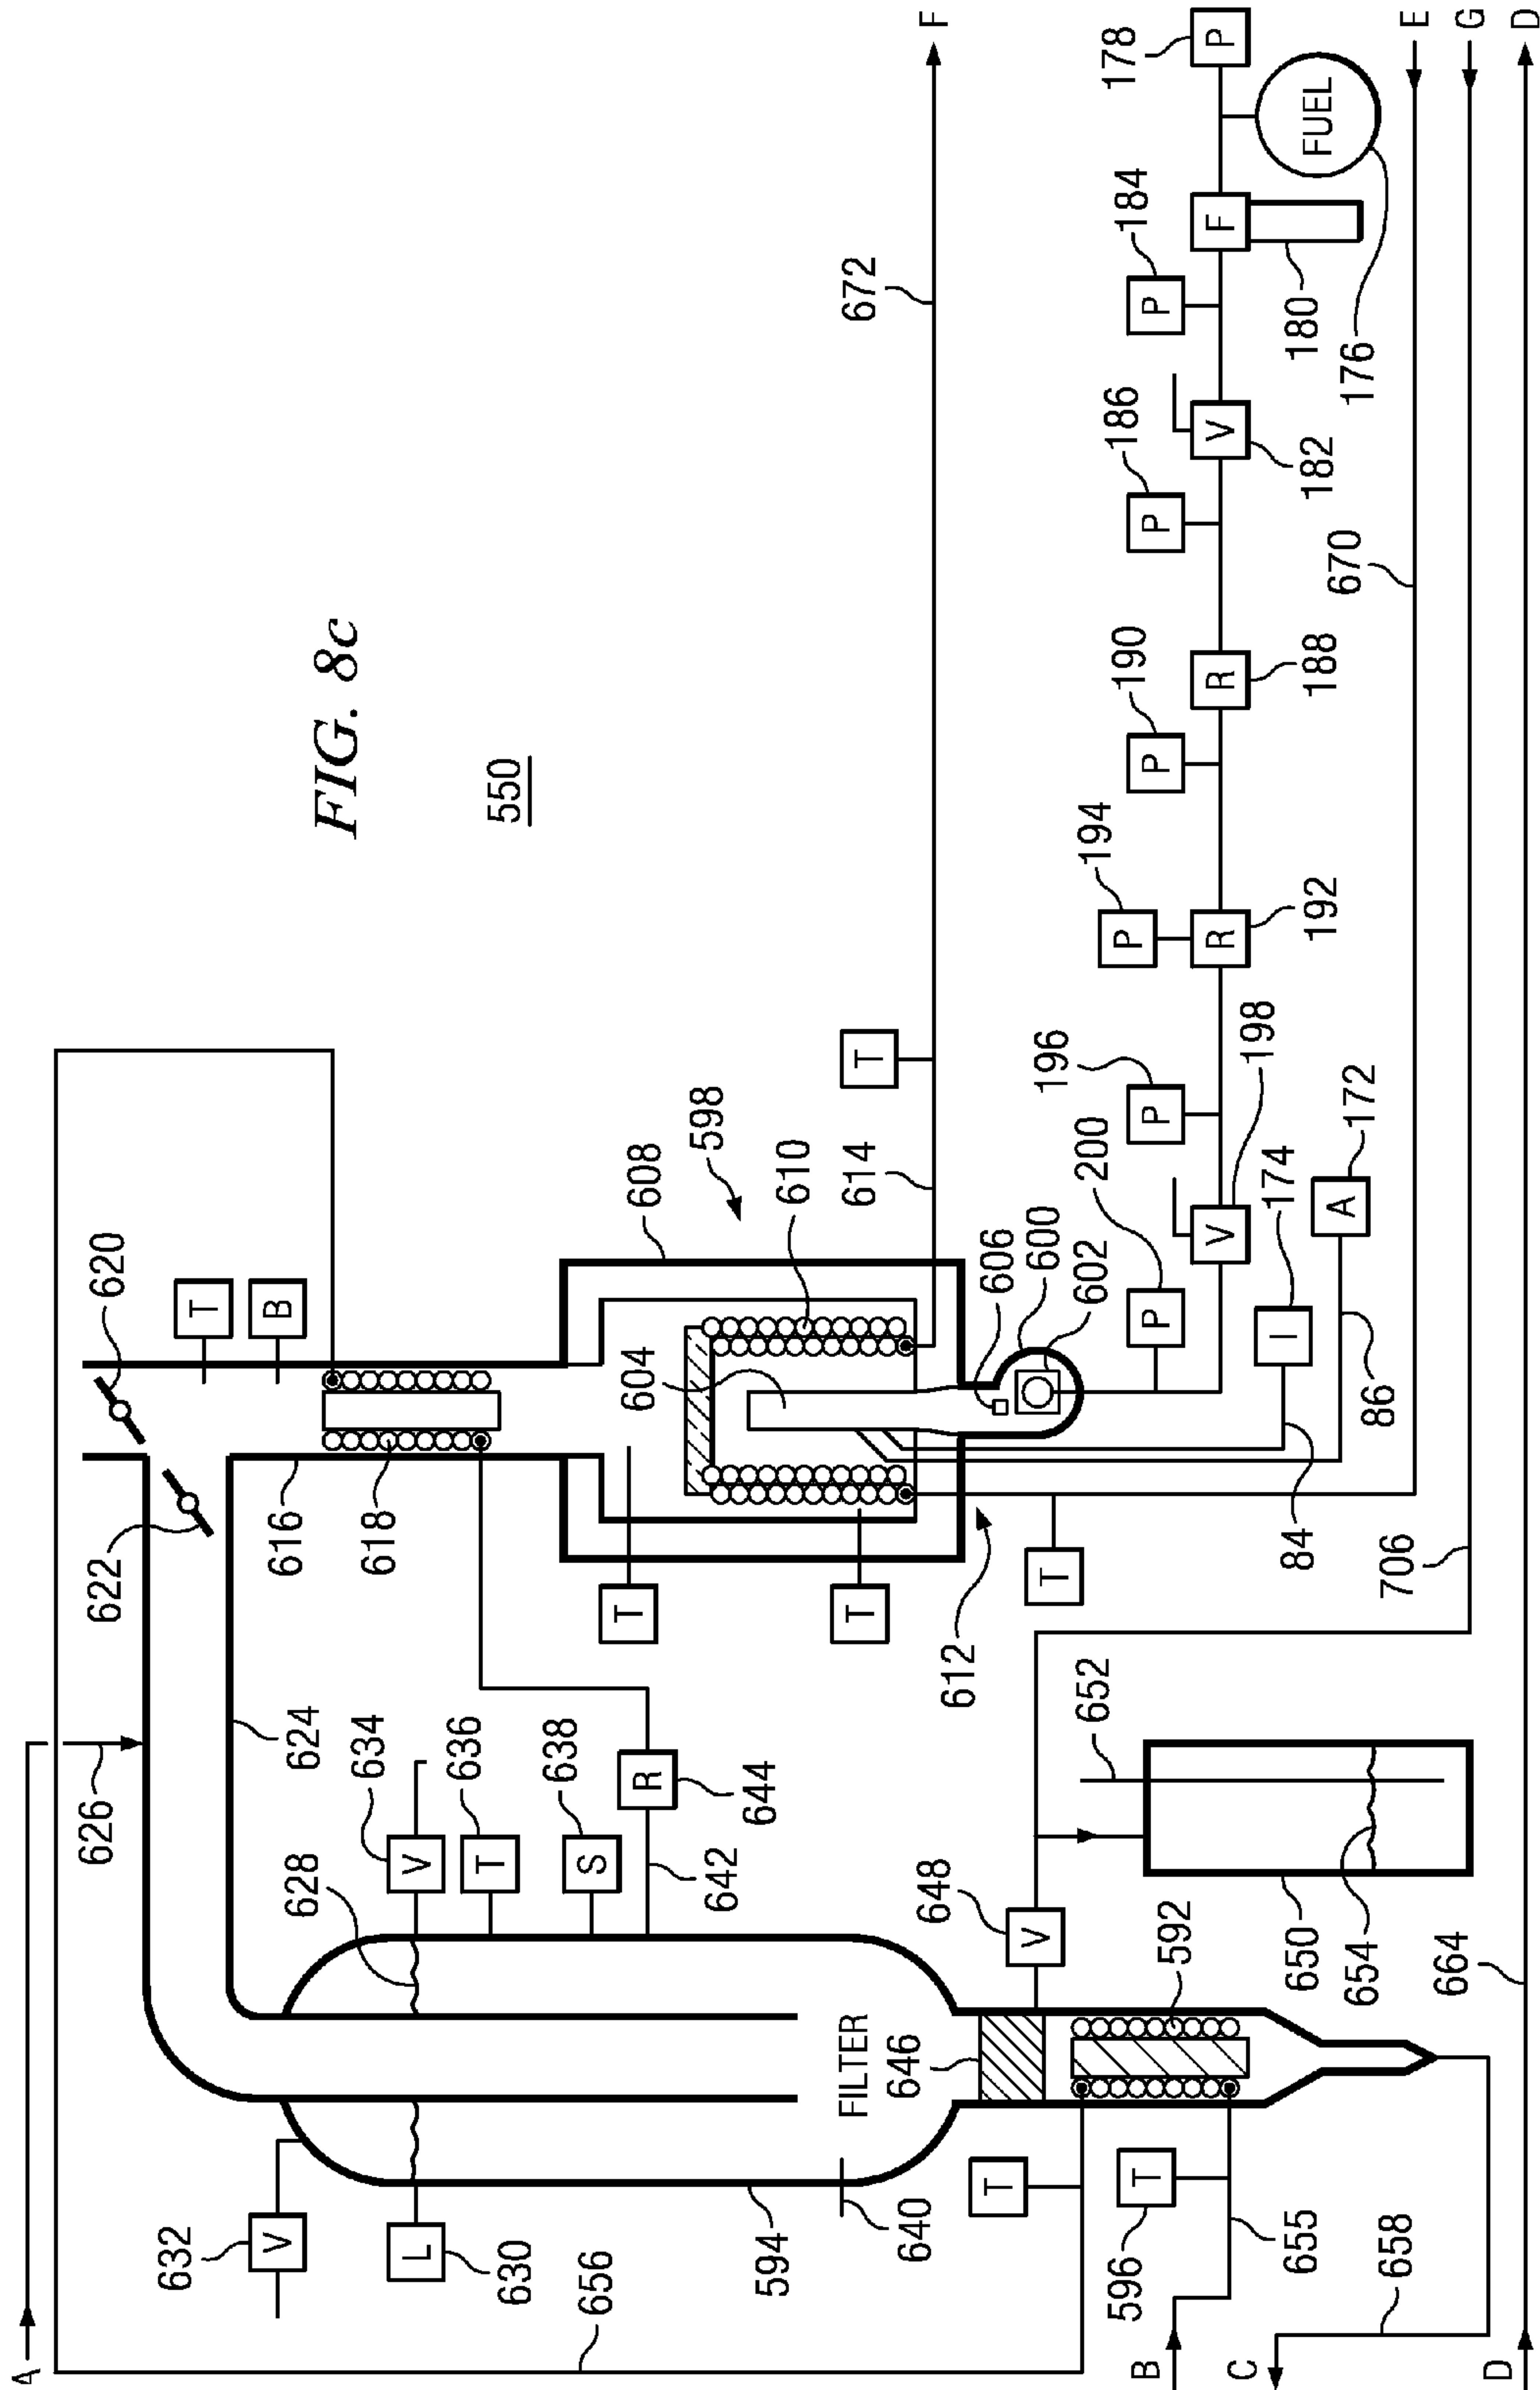 FIG. 8c
550
A
626
620
622
T
B
616
618
624
656
632
V
628
634
V
636
T
638
S
644
R
642
630
L
594
640
FILTER
646
648
V
T
596
T
655
658
B
C
D
592
650
652
654
664
706
608
598
610
614
604
606
600
602
612
T
T
T
T
672
F
84
86
I
174
A
172
200
P
V
198
196
P
194
P
R
192
190
P
R
188
186
P
V
182
184
P
F
180
178
P
FUEL
176
670
E
G
D